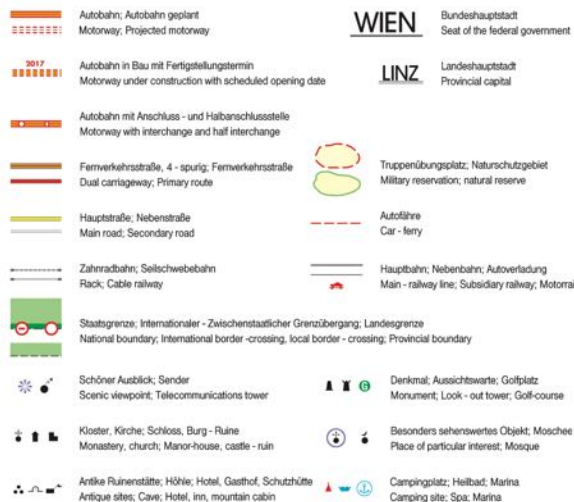 Autobahn; Autobahn geplant
Motorway; Projected motorway
2017
Autobahn in Bau mit Fertigstellungstermin
Motorway under construction with scheduled opening date
Autobahn mit Anschluss - und Halbanschlussstelle
Motorway with interchange and half interchange
Fernverkehrsstraße, 4 - spurig; Fernverkehrsstraße
Dual carriageway; Primary route
Hauptstraße; Nebenstraße
Main road; Secondary road
Zahnradbahn; Seilschwebebahn
Rack; Cable railway
Staatsgrenze; Internationaler - Zwischenstaatlicher Grenzübergang; Landesgrenze
National boundary; International border -crossing, local border - crossing; Provincial boundary
Schöner Ausblick; Sender
Scenic viewpoint; Telecommunications tower
Kloster, Kirche; Schloss, Burg - Ruine
Monastery, church; Manor-house, castle - ruin
Antike Ruinenstätte; Höhle; Hotel, Gasthof, Schutzhütte
Antique sites; Cave; Hotel, inn, mountain cabin
WIEN
Bundeshauptstadt
Seat of the federal government
LINZ
Landeshauptstadt
Provincial capital
Truppenübungsplatz; Naturschutzgebiet
Military reservation; natural reserve
Autofähre
Car - ferry
Hauptbahn; Nebenbahn; Autoverladung
Main - railway line; Subsidiary railway; Motorrai
G
Denkmal; Aussichtswarte; Golfplatz
Monument; Look - out tower; Golf-course
Besonders sehenswertes Objekt; Moschee
Place of particular interest; Mosque
Campingplatz; Heilbad; Marina
Camping site; Spa; Marina